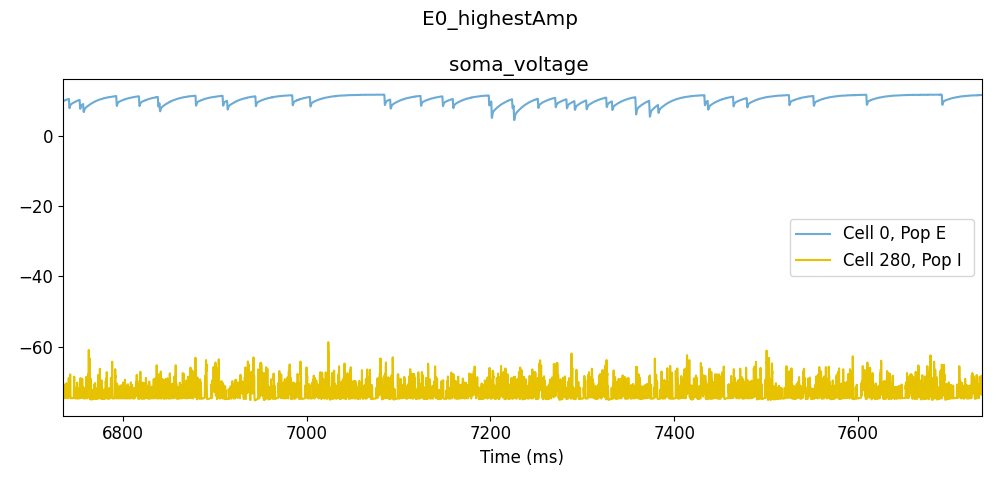 E0_highestAmp
soma_voltage
0
−20
−40
−60
Cell 0, Pop E
Cell 280, Pop I
6800
7000
7200
7400
7600
Time (ms)